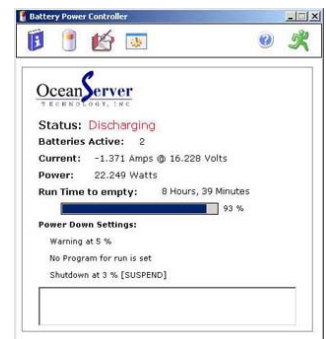 Battery Power Controller
OceanServer
TECHNOLOGY, INC
Status: Discharging
Batteries Active: 2
Current: -1.371 Amps @ 16.228 Volts
Power: 22.249 Watts
Run Time to empty: 8 Hours, 39 Minutes
93 %
Power Down Settings:
Warning at 5 %
No Program for run is set
Shutdown at 3 % [SUSPEND]